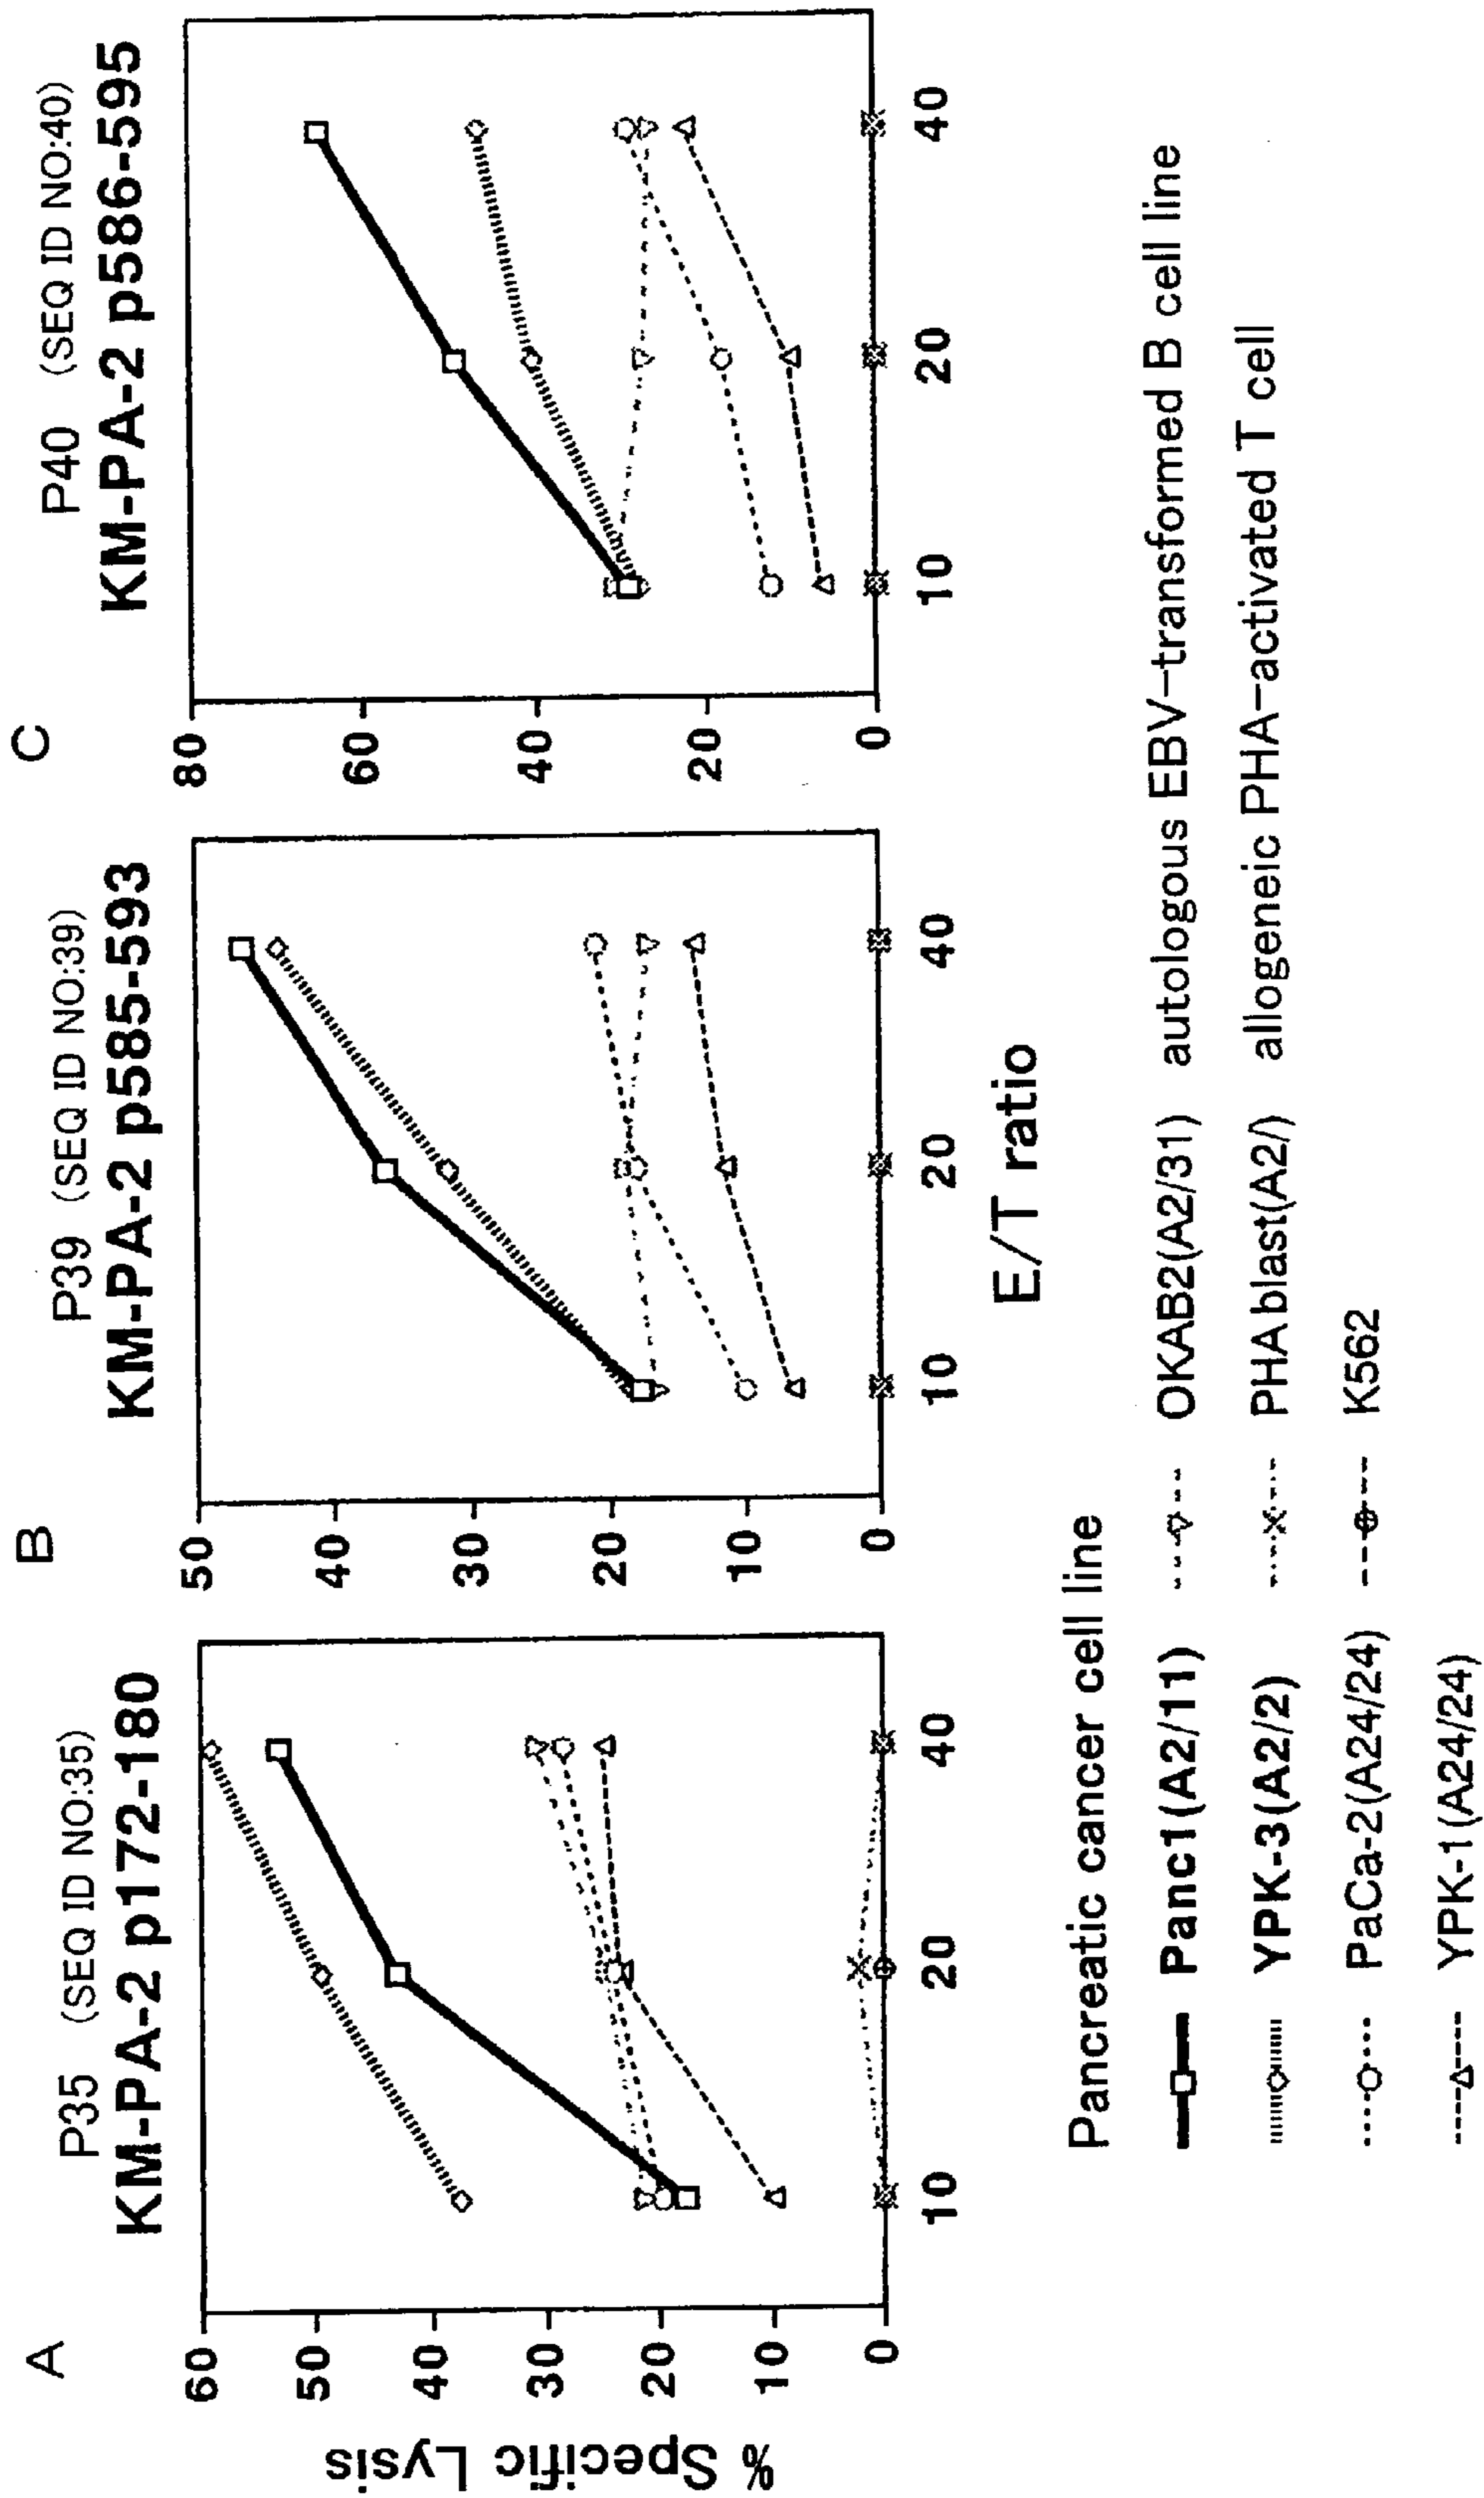 A
P35 (SEQ ID NO:35)
KM-PA-2 p172-180
B
P39 (SEQ ID NO:39)
KM-PA-2 p585-593
C
P40 (SEQ ID NO:40)
KM-PA-2 p586-595
% Specific Lysis
60
50
40
30
20
10
0
10
20
40
50
40
30
20
10
0
10
20
40
80
60
40
20
0
10
20
40
E/T ratio
Pancreatic cancer cell line
Panc1(A2/11)
YPK-3(A2/2)
PaCa-2(A24/24)
YPK-1(A24/24)
OKAB2(A2/31) autologous EBV-transformed B cell line
PHA blast(A2/) allogeneic PHA-activated T cell
K562